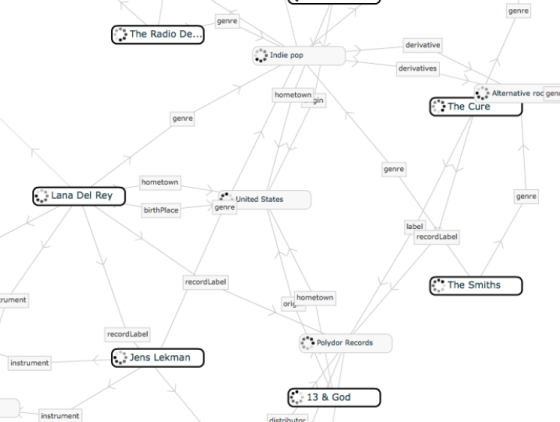 genre
genre
The Radio De...
Indie pop
derivative
derivatives
hometown
gin
Alternative roc
gen
The Cure
genre
genre
Lana Del Rey
hometown
birthPlace
United States
genre
genre
label
recordLabel
recordLabel
The Smiths
hometown
orig
rument
recordLabel
Polydor Records
Jens Lekman
instrument
13 & God
instrument
distributor